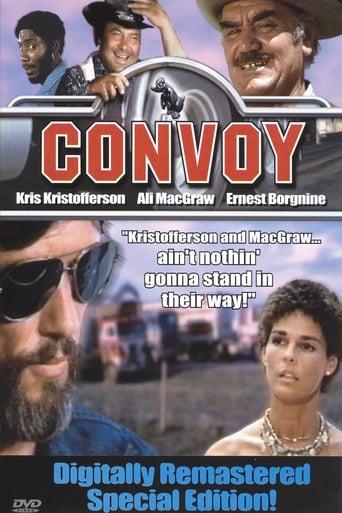 CONVOY
Kris Kristofferson Ali MacGraw Ernest Borgnine
"Kristofferson and MacGraw...
ain't nothin'
gonna stand in
their way!"
Digitally Remastered
Special Edition!
DVD